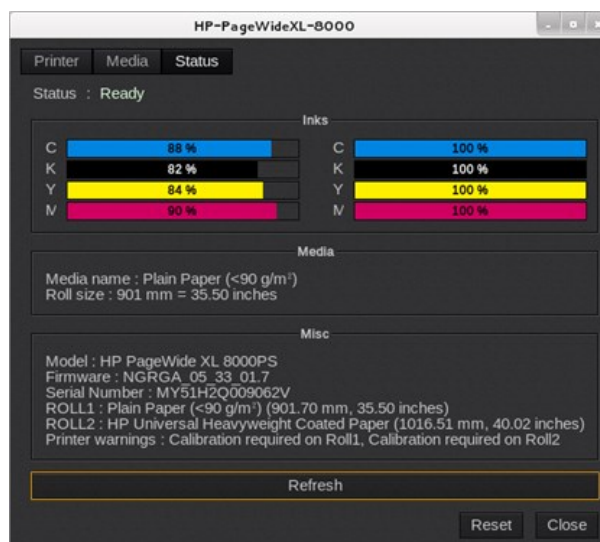 HP-PageWideXL-8000
Printer Media Status
Status : Ready
Inks
C 88 % C 100 %
K 82 % K 100 %
Y 84 % Y 100 %
M 90 % M 100 %
Media
Media name : Plain Paper (<90 g/m²)
Roll size : 901 mm = 35.50 inches
Misc
Model : HP PageWide XL 8000PS
Firmware : NGRGA_05_33_01.7
Serial Number : MY51H2Q009062V
ROLL1 : Plain Paper (<90 g/m²) (901.70 mm, 35.50 inches)
ROLL2 : HP Universal Heavyweight Coated Paper (1016.51 mm, 40.02 inches)
Printer warnings : Calibration required on Roll1, Calibration required on Roll2
Refresh
Reset Close